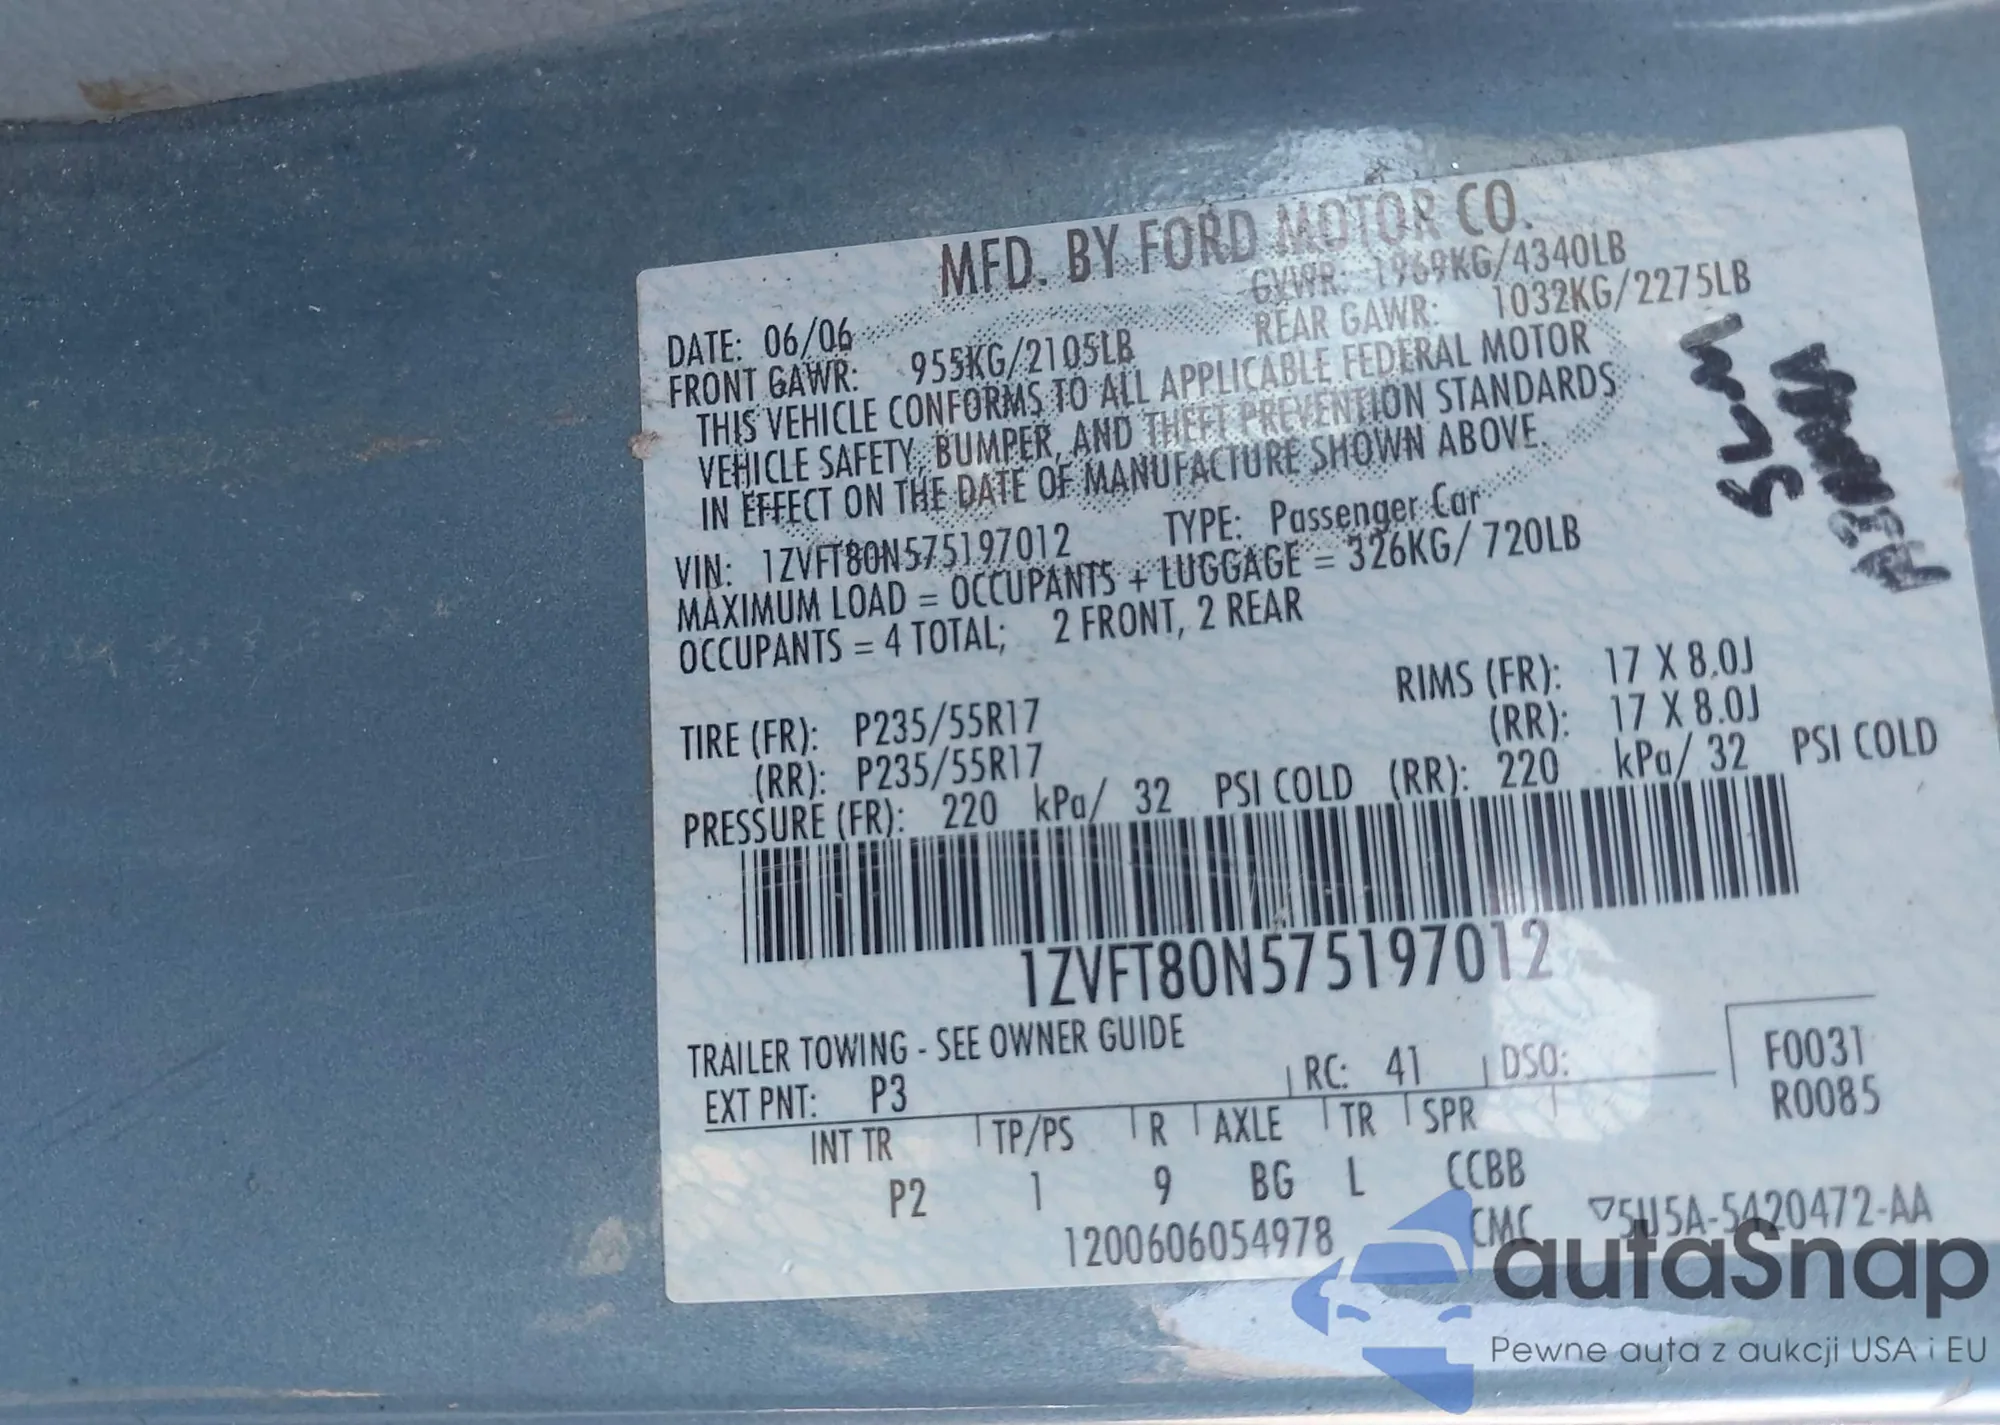 MFD. BY FORD MOTOR CO.
DATE: 06/06 GVWR: 1969KG/4340LB
FRONT GAWR: 955KG/2105LB REAR GAWR: 1032KG/2275LB
THIS VEHICLE CONFORMS TO ALL APPLICABLE FEDERAL MOTOR
VEHICLE SAFETY, BUMPER, AND THEFT PREVENTION STANDARDS
IN EFFECT ON THE DATE OF MANUFACTURE SHOWN ABOVE.
VIN: 1ZVFT80N575197012 TYPE: Passenger Car
MAXIMUM LOAD = OCCUPANTS + LUGGAGE = 326KG/ 720LB
OCCUPANTS = 4 TOTAL; 2 FRONT, 2 REAR
TIRE (FR): P235/55R17 RIMS (FR): 17 X 8.0J
(RR): P235/55R17 (RR): 17 X 8.0J
PRESSURE (FR): 220 kPa/ 32 PSI COLD (RR): 220 kPa/ 32 PSI COLD
1ZVFT80N575197012
TRAILER TOWING - SEE OWNER GUIDE
F0031
EXT PNT: P3 RC: 41 DSO:
R0085
INT TR TP/PS R AXLE TR SPR
P2 1 9 BG L CCBB
1200606054978 CMC ▽5U5A-5420472-AA
autaSnap
Pewne auta z aukcji USA i EU